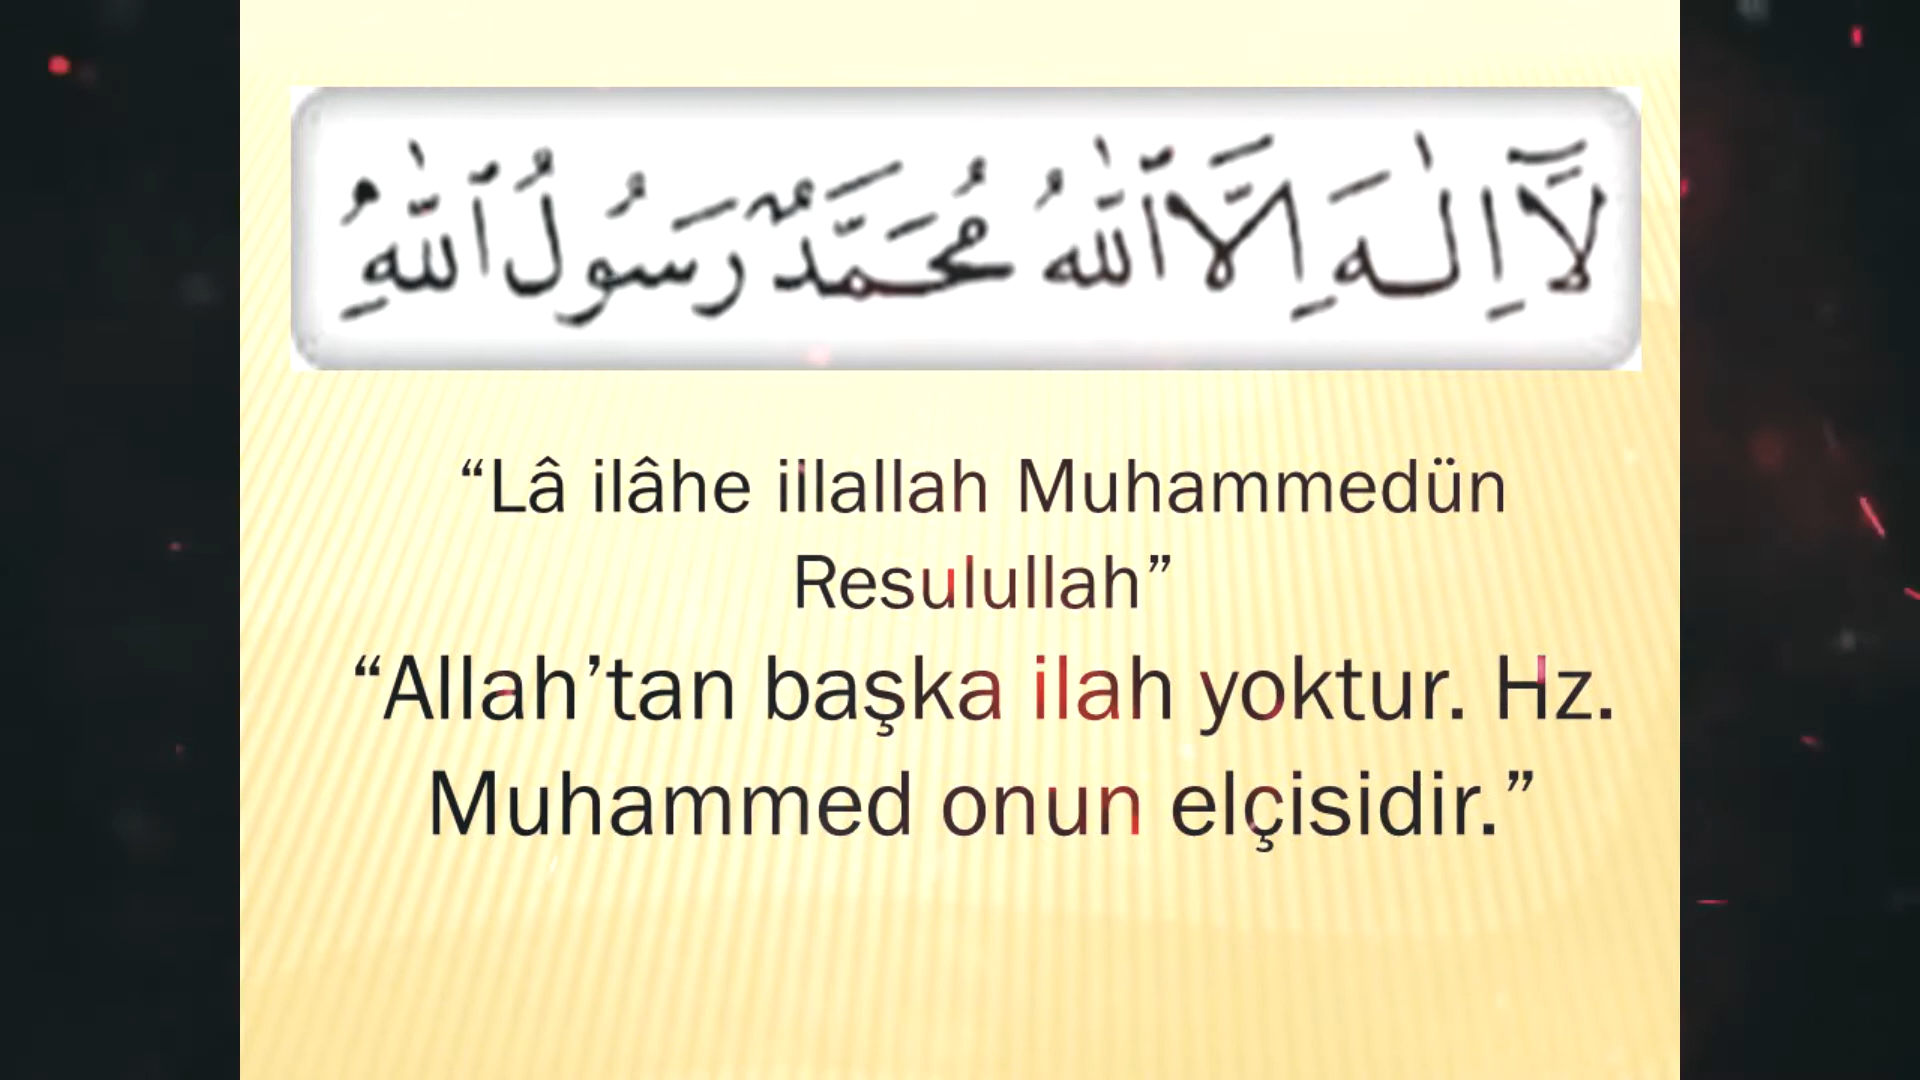 لَٓا اِلٰهَ اِلَّا اللّٰهُ مُحَمَّدٌ رَسُولُ اللّٰهِ
“Lâ ilâhe illallah Muhammedün
Resulullah”
“Allah’tan başka ilah yoktur. Hz.
Muhammed onun elçisidir.”